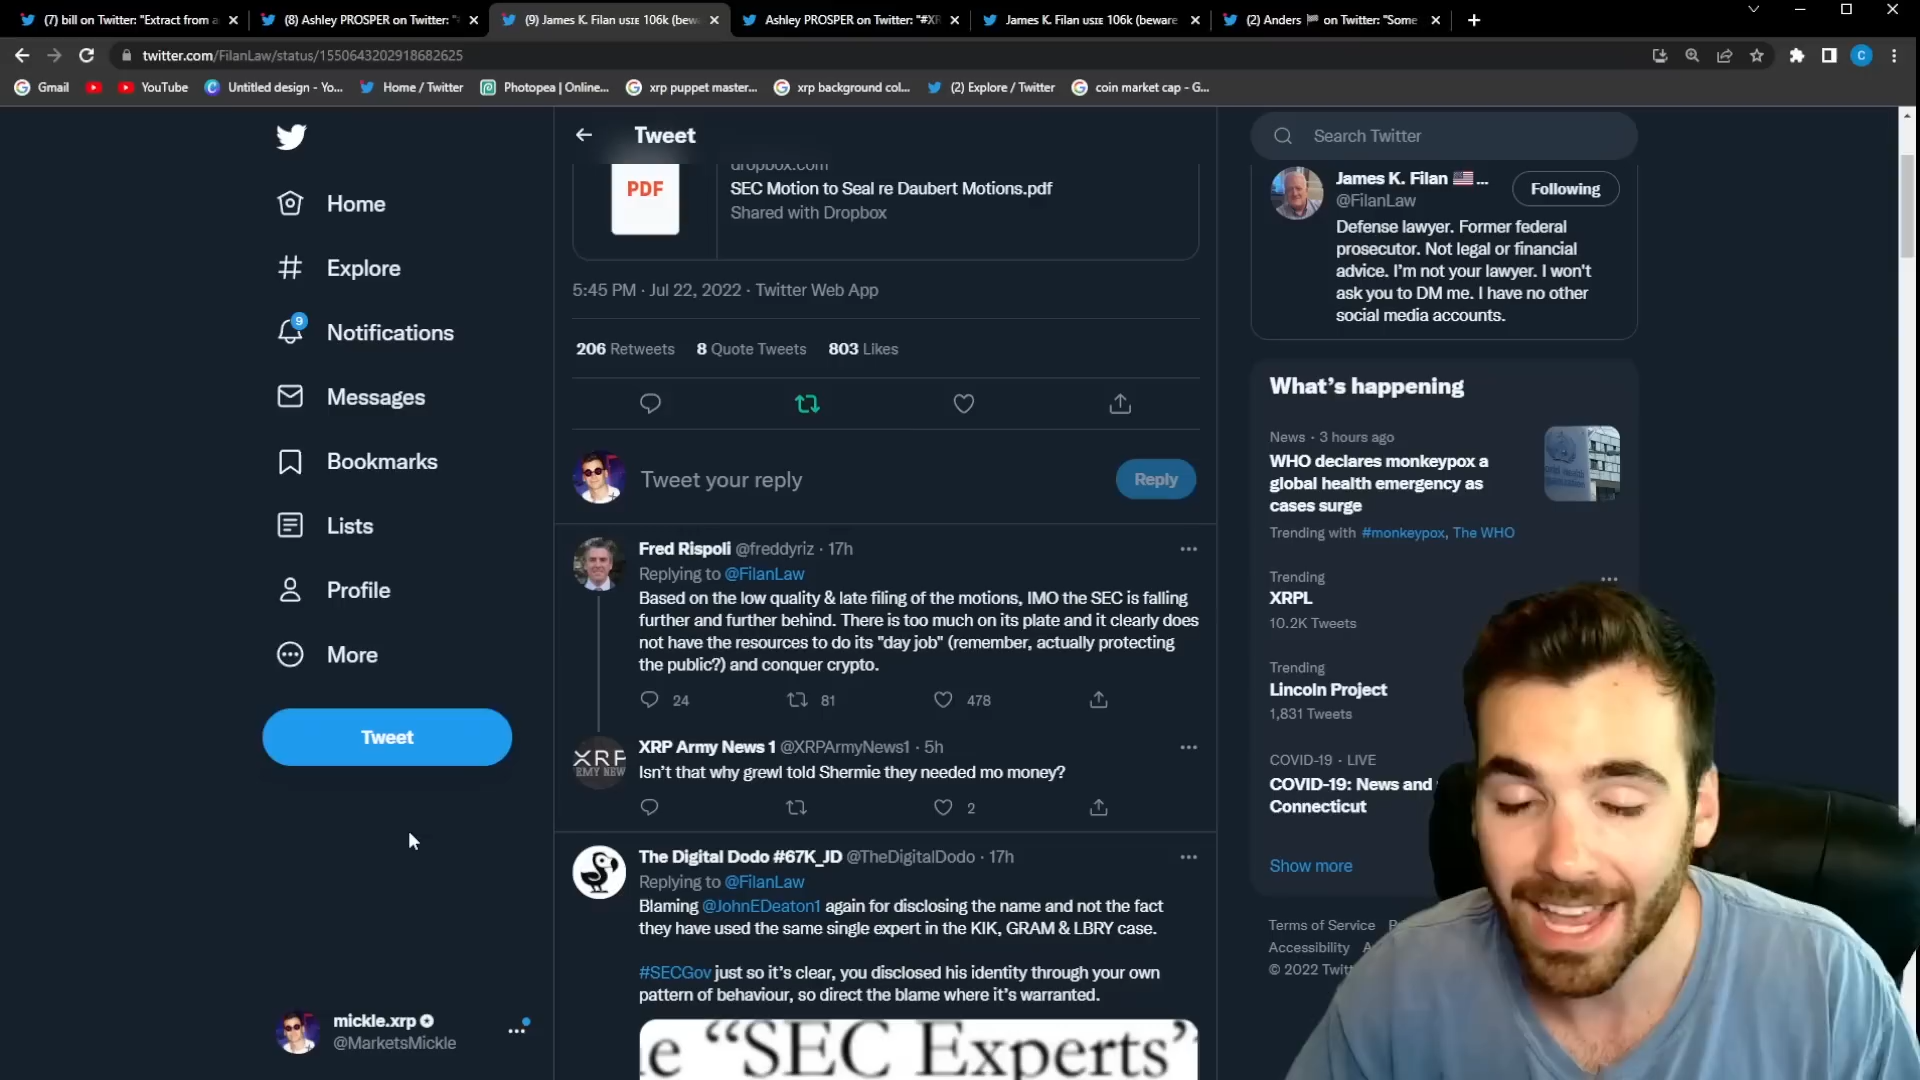 (7) bill on Twitter: "Extract from a
(8) Ashley PROSPER on Twitter: "
(9) James K. Filan 106k (bew
Ashley PROSPER on Twitter: "#XR
James K. Filan 106k (beware
(2) Anders on Twitter: "Some
twitter.com/FilanLaw/status/1550643202918682625
C
Gmail
YouTube
Untitled design - Yo...
Home / Twitter
Photopea | Online...
xrp puppet master...
xrp background col...
(2) Explore / Twitter
coin market cap - G...
Home
Explore
9
Notifications
Messages
Bookmarks
Lists
Profile
More
Tweet
mickle.xrp
@MarketsMickle
Tweet
dropbox.com
PDF
SEC Motion to Seal re Daubert Motions.pdf
Shared with Dropbox
5:45 PM · Jul 22, 2022 · Twitter Web App
206 Retweets 8 Quote Tweets 803 Likes
Tweet your reply
Reply
Fred Rispoli @freddyriz · 17h
Replying to @FilanLaw
Based on the low quality & late filing of the motions, IMO the SEC is falling
further and further behind. There is too much on its plate and it clearly does
not have the resources to do its "day job" (remember, actually protecting
the public?) and conquer crypto.
24 81 478
XRP Army News 1 @XRPArmyNews1 · 5h
Isn't that why grewl told Shermie they needed mo money?
2
The Digital Dodo #67K_JD @TheDigitalDodo · 17h
Replying to @FilanLaw
Blaming @JohnEDeaton1 again for disclosing the name and not the fact
they have used the same single expert in the KIK, GRAM & LBRY case.
#SECGov just so it's clear, you disclosed his identity through your own
pattern of behaviour, so direct the blame where it's warranted.
e "SEC Experts"
Search Twitter
James K. Filan ...
@FilanLaw
Following
Defense lawyer. Former federal
prosecutor. Not legal or financial
advice. I'm not your lawyer. I won't
ask you to DM me. I have no other
social media accounts.
What's happening
News · 3 hours ago
WHO declares monkeypox a
global health emergency as
cases surge
Trending with #monkeypox, The WHO
Trending
XRPL
10.2K Tweets
Trending
Lincoln Project
1,831 Tweets
COVID-19 · LIVE
COVID-19: News and
Connecticut
Show more
Terms of Service
Accessibility
© 2022 Twitt